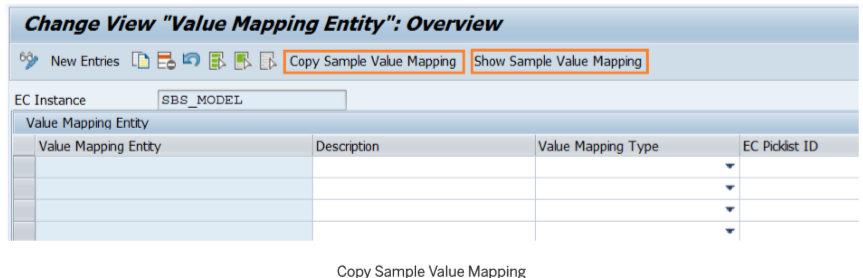 Change View "Value Mapping Entity": Overview
New Entries Copy Sample Value Mapping Show Sample Value Mapping
EC Instance SBS_MODEL
Value Mapping Entity
Value Mapping Entity Description Value Mapping Type EC Picklist ID
Copy Sample Value Mapping